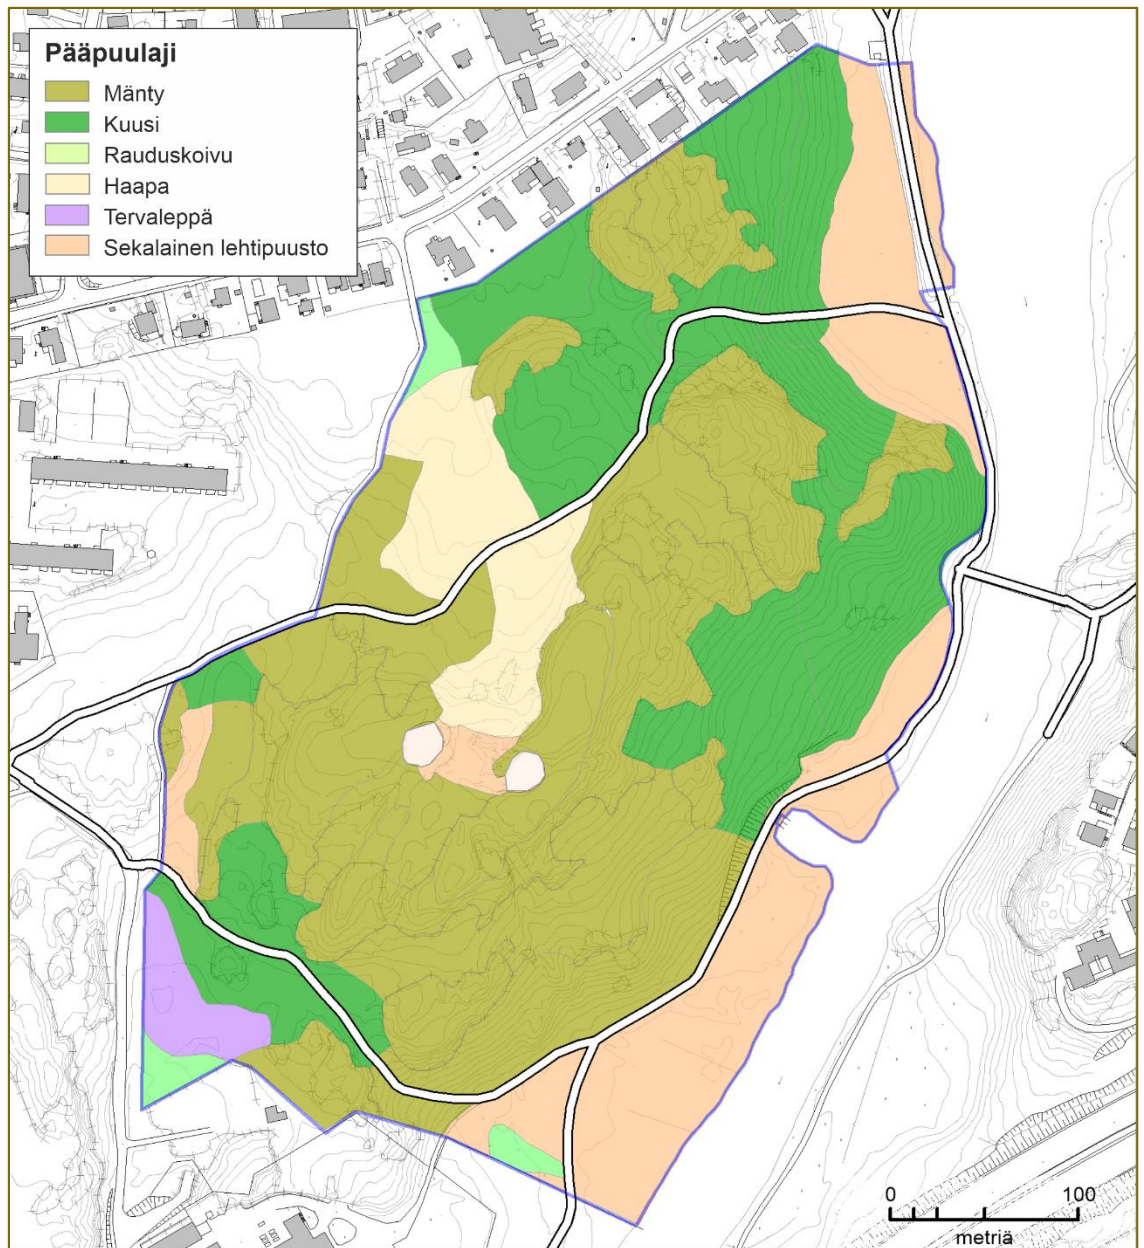 Pääpuulaji
Mänty
Kuusi
Rauduskoivu
Haapa
Tervaleppä
Sekalainen lehtipuusto
0 100
metriä